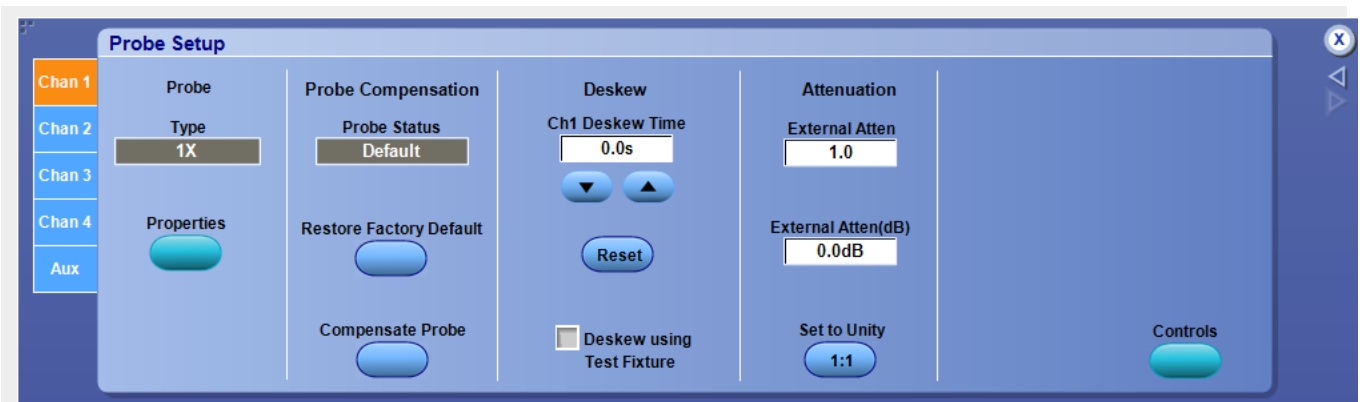 Probe Setup
X
Chan 1
Chan 2
Chan 3
Chan 4
Aux
Probe
Type
1X
Properties
Probe Compensation
Probe Status
Default
Restore Factory Default
Compensate Probe
Deskew
Ch1 Deskew Time
0.0s
Reset
Deskew using
Test Fixture
Attenuation
External Atten
1.0
External Atten(dB)
0.0dB
Set to Unity
1:1
Controls